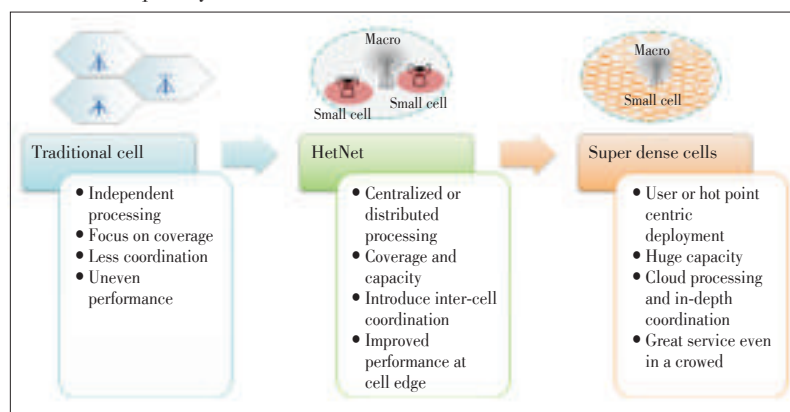 Macro
Small cell
Small cell
Macro
Small cell
Traditional cell
HetNet
Super dense cells
• Independent
processing
• Focus on coverage
• Less coordination
• Uneven
performance
• Centralized or
distributed
processing
• Coverage and
capacity
• Introduce inter-cell
coordination
• Improved
performance at
cell edge
• User or hot point
centric
deployment
• Huge capacity
• Cloud processing
and in-depth
coordination
• Great service even
in a crowed